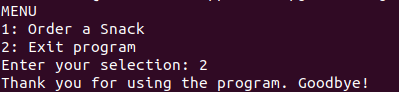 MENU
1: Order a Snack
2: Exit program
Enter your selection: 2
Thank you for using the program. Goodbye!